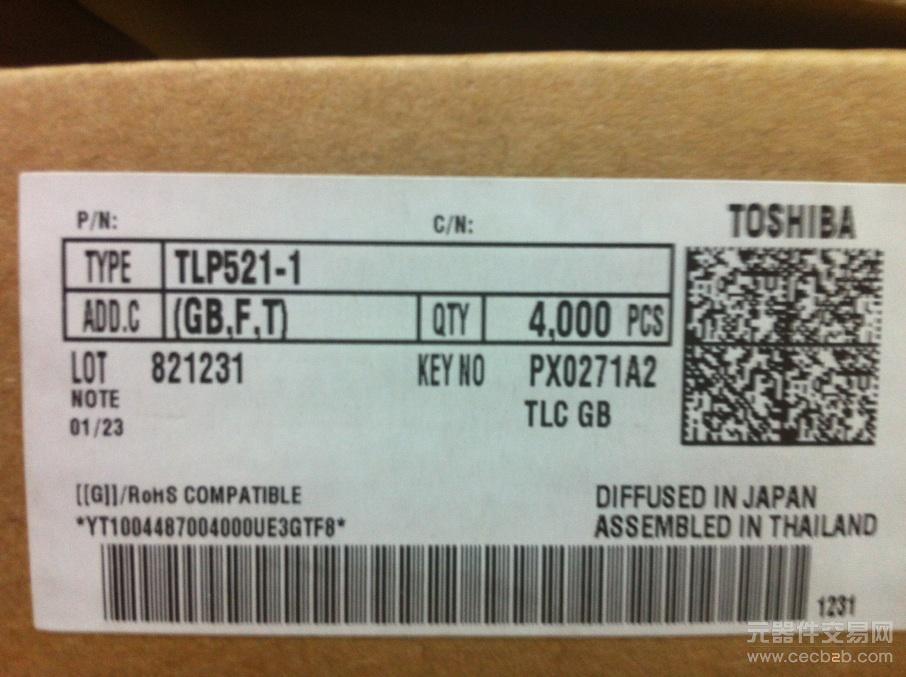 P/N: C/N: TOSHIBA
TYPE TLP521-1
ADD.C (GB,F,T) QTY 4,000 PCS
LOT 821231 KEY NO PX0271A2
NOTE TLC GB
01/23
[[G]]/RoHS COMPATIBLE DIFFUSED IN JAPAN
*YT1004487004000UE3GTF8* ASSEMBLED IN THAILAND
1231
元器件交易网
www.cecb2b.com